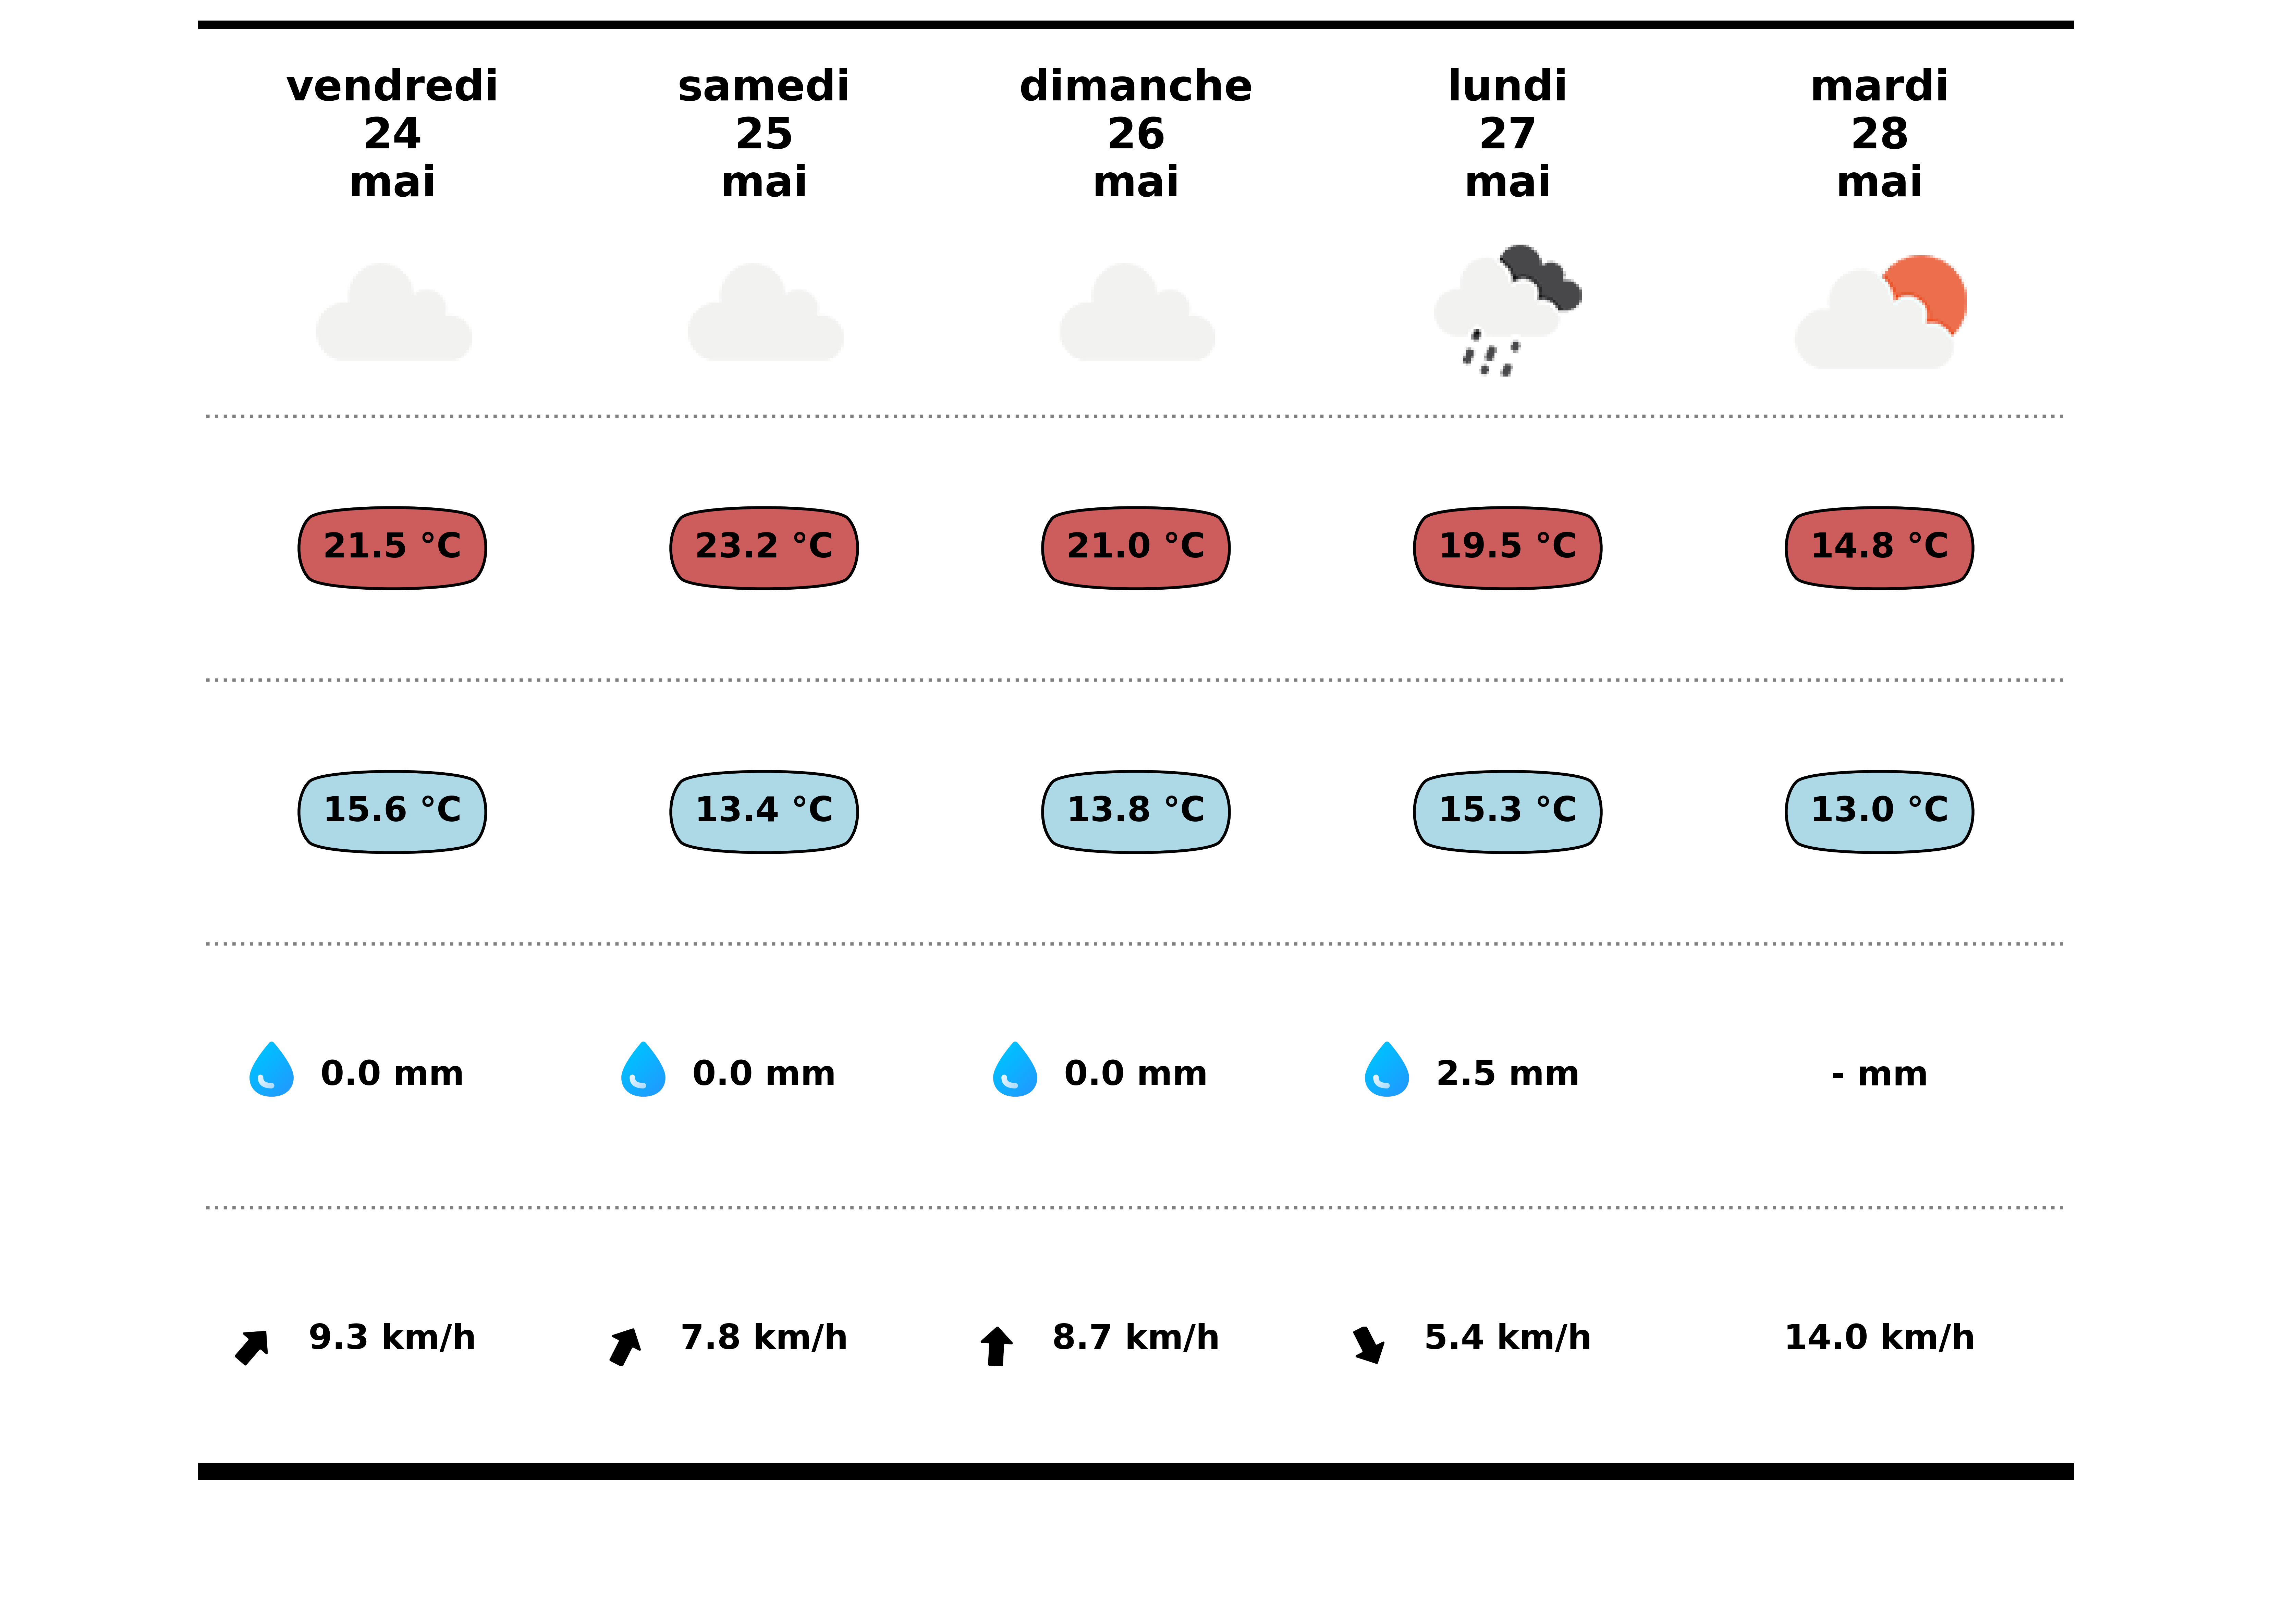 vendredi
24
mai
samedi
25
mai
dimanche
26
mai
lundi
27
mai
mardi
28
mai
21.5 °C 23.2 °C 21.0 °C 19.5 °C 14.8 °C
15.6 °C 13.4 °C 13.8 °C 15.3 °C 13.0 °C
0.0 mm 0.0 mm 0.0 mm 2.5 mm - mm
9.3 km/h 7.8 km/h 8.7 km/h 5.4 km/h 14.0 km/h